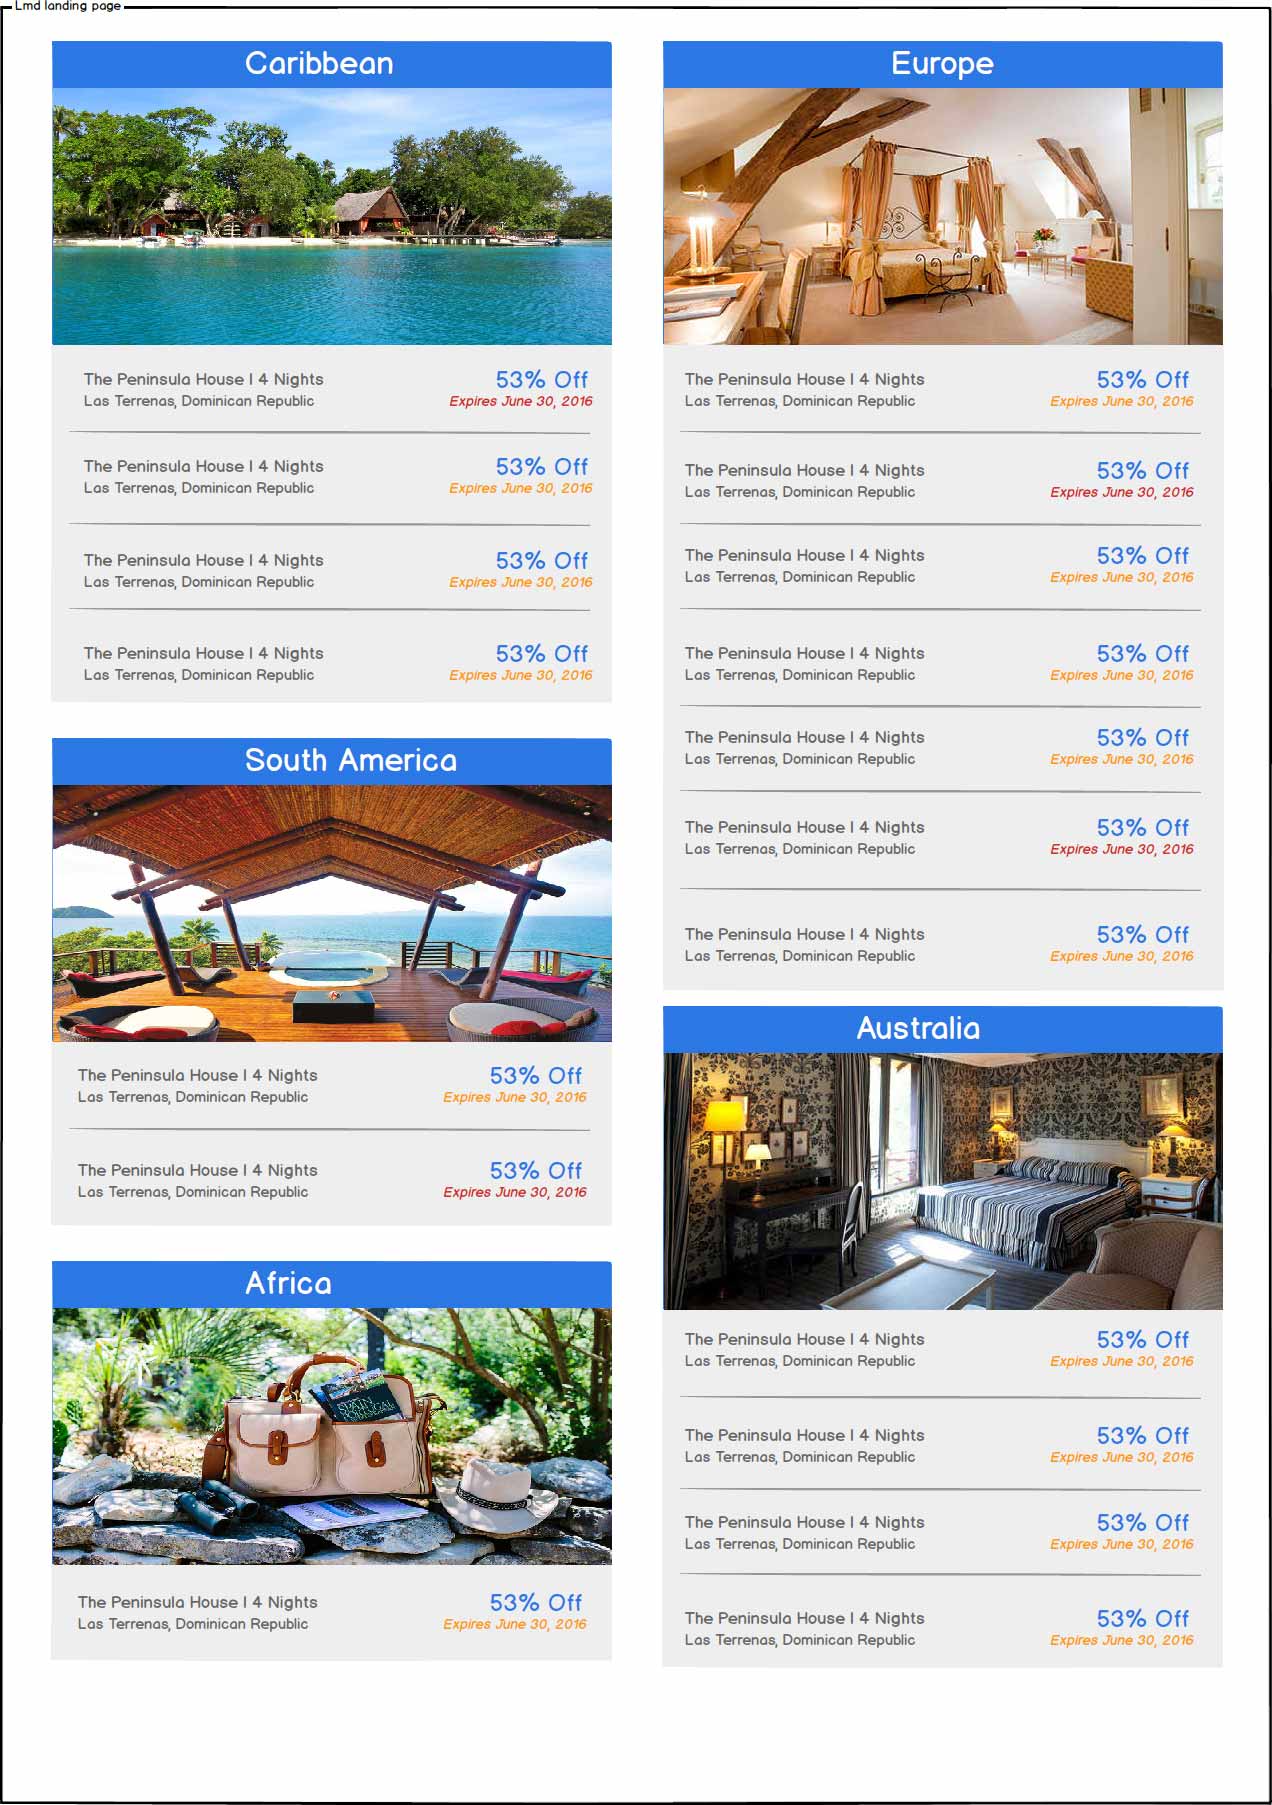 Lmd landing page
Caribbean
The Peninsula House | 4 Nights 53% Off
Las Terrenas, Dominican Republic Expires June 30, 2016
The Peninsula House | 4 Nights 53% Off
Las Terrenas, Dominican Republic Expires June 30, 2016
The Peninsula House | 4 Nights 53% Off
Las Terrenas, Dominican Republic Expires June 30, 2016
The Peninsula House | 4 Nights 53% Off
Las Terrenas, Dominican Republic Expires June 30, 2016
South America
The Peninsula House | 4 Nights 53% Off
Las Terrenas, Dominican Republic Expires June 30, 2016
The Peninsula House | 4 Nights 53% Off
Las Terrenas, Dominican Republic Expires June 30, 2016
Africa
SPAIN
PORTUGAL
The Peninsula House | 4 Nights 53% Off
Las Terrenas, Dominican Republic Expires June 30, 2016
Europe
The Peninsula House | 4 Nights 53% Off
Las Terrenas, Dominican Republic Expires June 30, 2016
The Peninsula House | 4 Nights 53% Off
Las Terrenas, Dominican Republic Expires June 30, 2016
The Peninsula House | 4 Nights 53% Off
Las Terrenas, Dominican Republic Expires June 30, 2016
The Peninsula House | 4 Nights 53% Off
Las Terrenas, Dominican Republic Expires June 30, 2016
The Peninsula House | 4 Nights 53% Off
Las Terrenas, Dominican Republic Expires June 30, 2016
The Peninsula House | 4 Nights 53% Off
Las Terrenas, Dominican Republic Expires June 30, 2016
The Peninsula House | 4 Nights 53% Off
Las Terrenas, Dominican Republic Expires June 30, 2016
Australia
The Peninsula House | 4 Nights 53% Off
Las Terrenas, Dominican Republic Expires June 30, 2016
The Peninsula House | 4 Nights 53% Off
Las Terrenas, Dominican Republic Expires June 30, 2016
The Peninsula House | 4 Nights 53% Off
Las Terrenas, Dominican Republic Expires June 30, 2016
The Peninsula House | 4 Nights 53% Off
Las Terrenas, Dominican Republic Expires June 30, 2016